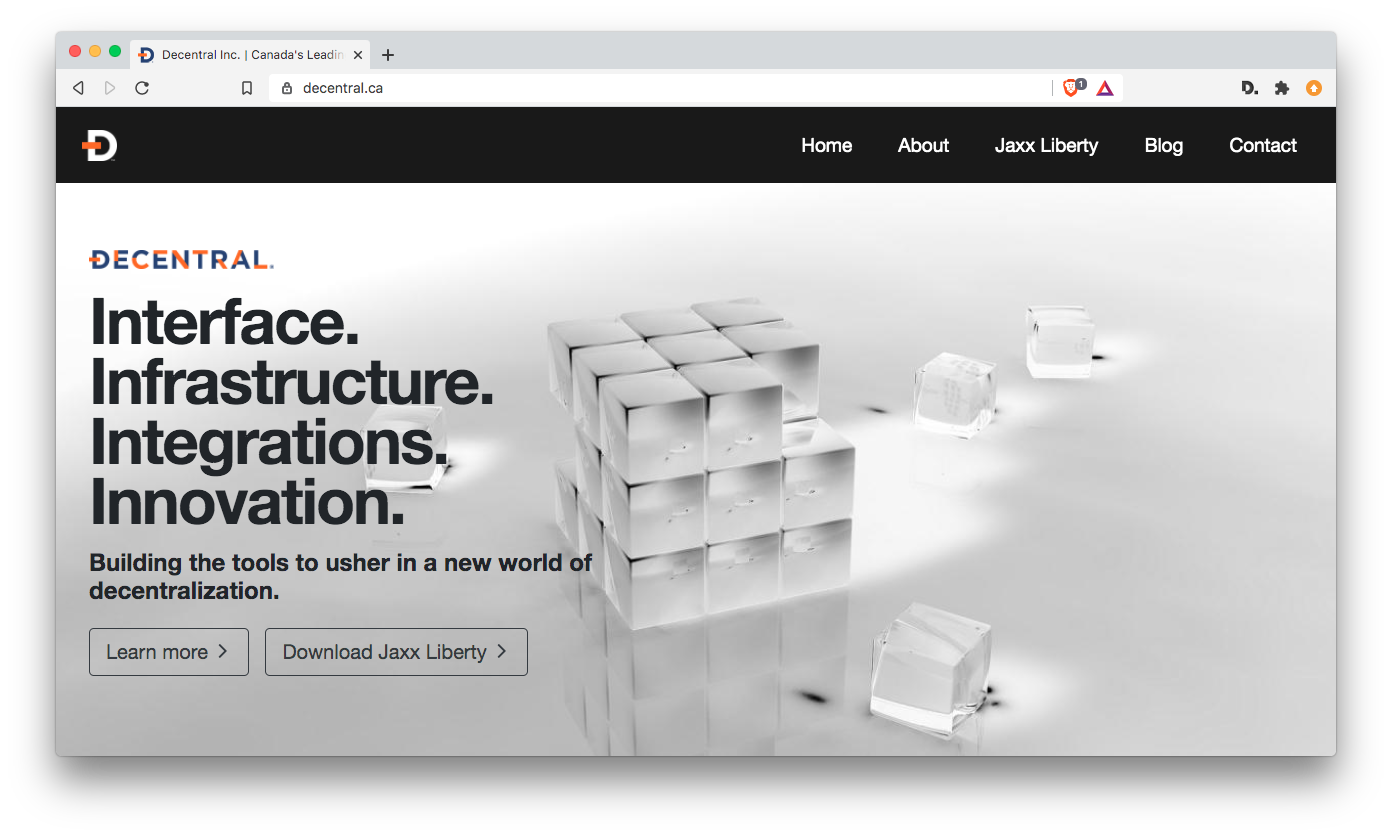 Decentral Inc. | Canada's Leadin
decentral.ca
1
D.
Home About Jaxx Liberty Blog Contact
DECENTRAL.
Interface.
Infrastructure.
Integrations.
Innovation.
Building the tools to usher in a new world of
decentralization.
Learn more
Download Jaxx Liberty